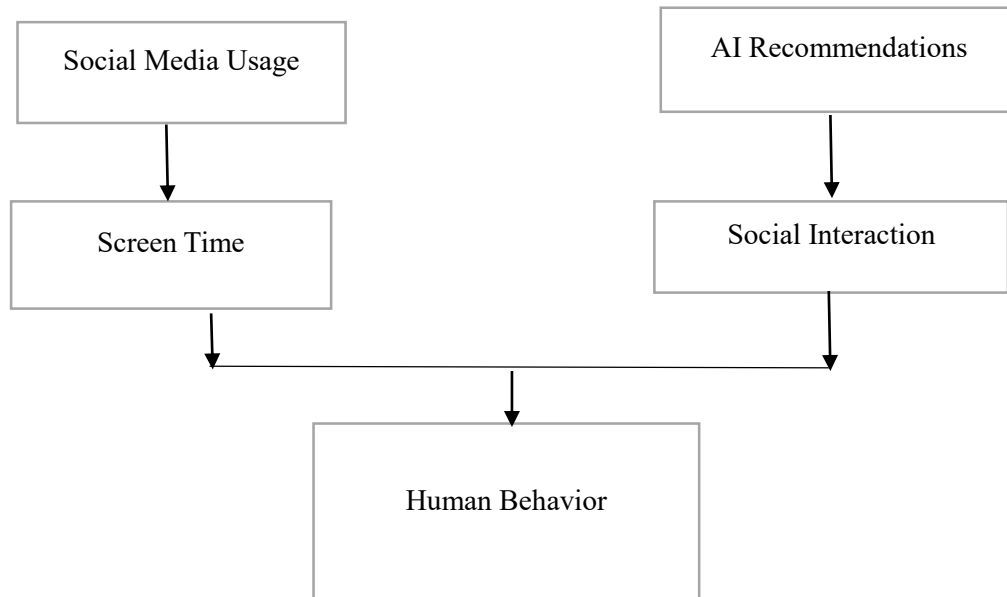 Social Media Usage
AI Recommendations
Screen Time
Social Interaction
Human Behavior